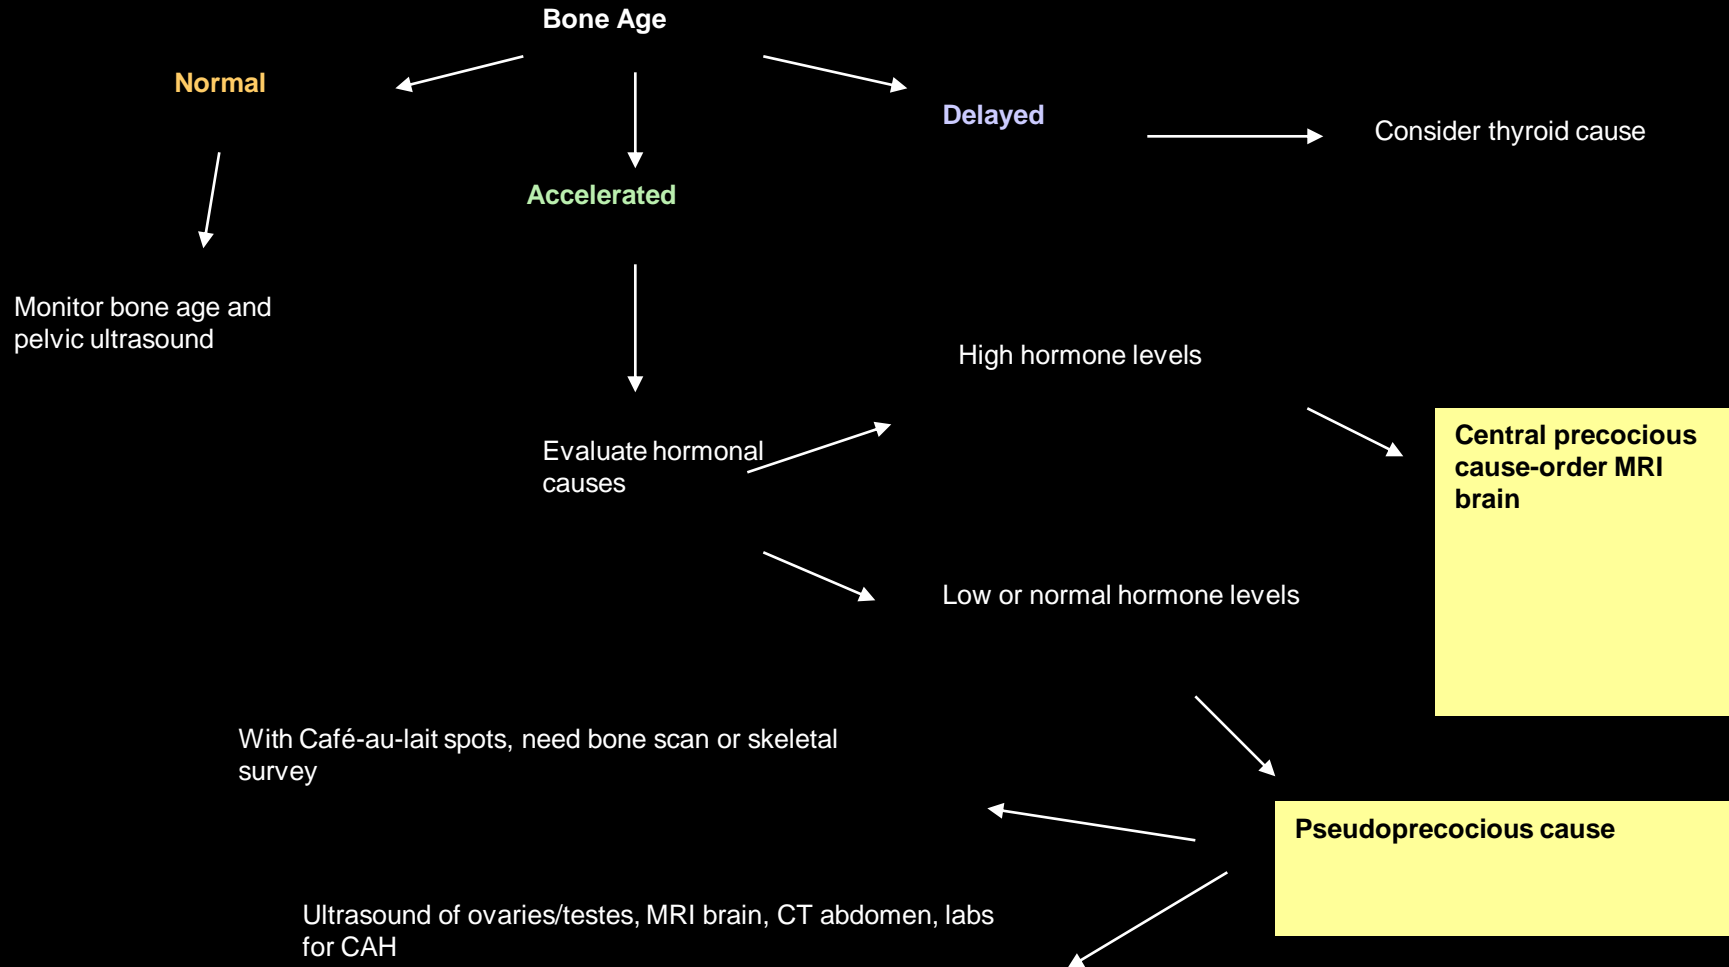 Bone Age
Normal
Delayed
Consider thyroid cause
Accelerated
Monitor bone age and
pelvic ultrasound
High hormone levels
Evaluate hormonal
causes
Central precocious
cause-order MRI
brain
Low or normal hormone levels
With Café-au-lait spots, need bone scan or skeletal
survey
Pseudoprecocious cause
Ultrasound of ovaries/testes, MRI brain, CT abdomen, labs
for CAH